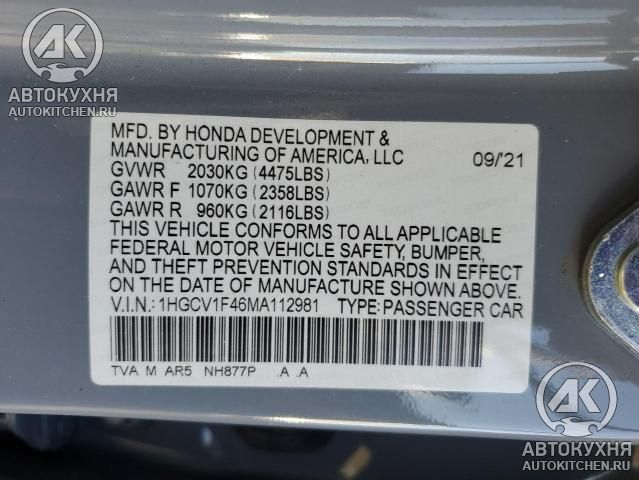 АК
АВТОКУХНЯ
AUTOKITCHEN.RU
MFD. BY HONDA DEVELOPMENT &
MANUFACTURING OF AMERICA, LLC 09/'21
GVWR 2030KG (4475LBS)
GAWR F 1070KG (2358LBS)
GAWR R 960KG (2116LBS)
THIS VEHICLE CONFORMS TO ALL APPLICABLE
FEDERAL MOTOR VEHICLE SAFETY, BUMPER,
AND THEFT PREVENTION STANDARDS IN EFFECT
ON THE DATE OF MANUFACTURE SHOWN ABOVE.
V.I.N.: 1HGCV1F46MA112981 TYPE:PASSENGER CAR
TVA M AR5 NH877P .A .A
АК
АВТОКУХНЯ
AUTOKITCHEN.RU